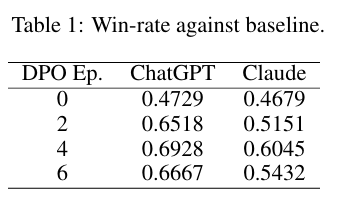 Table 1: Win-rate against baseline.
DPO Ep. ChatGPT Claude
0 0.4729 0.4679
2 0.6518 0.5151
4 0.6928 0.6045
6 0.6667 0.5432